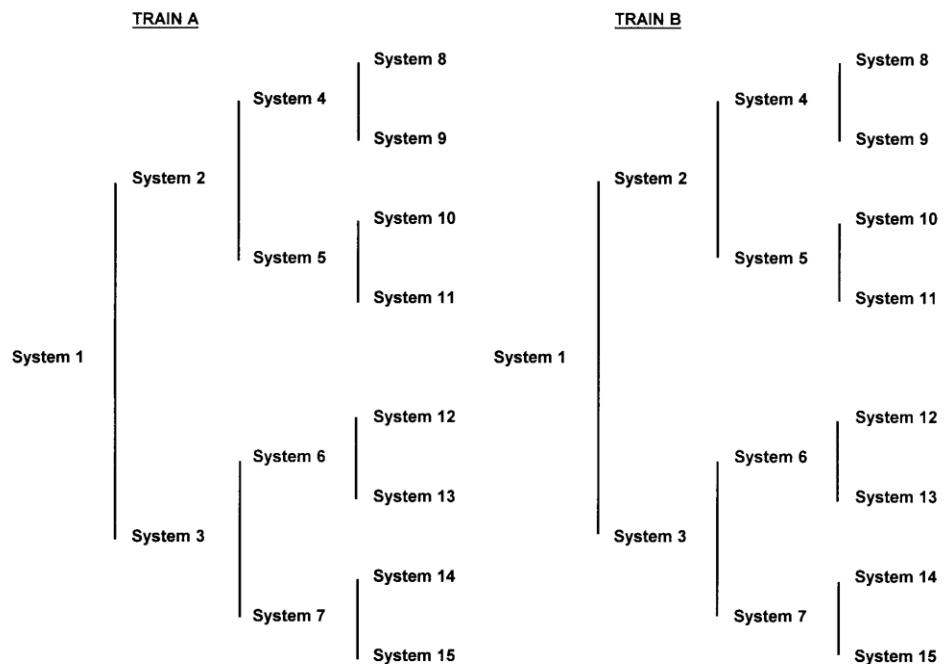 TRAIN A
System 8
System 4
System 9
System 2
System 10
System 5
System 11
System 1
System 12
System 6
System 13
System 3
System 14
System 7
System 15
TRAIN B
System 8
System 4
System 9
System 2
System 10
System 5
System 11
System 1
System 12
System 6
System 13
System 3
System 14
System 7
System 15